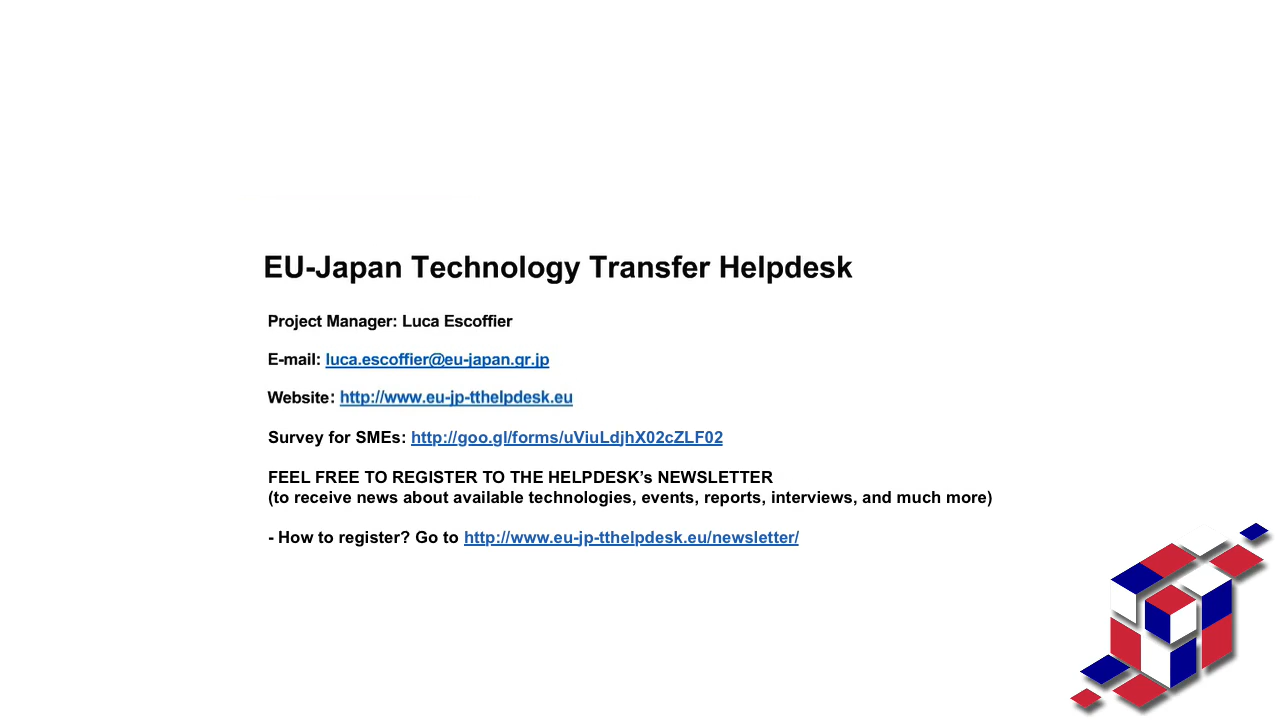 EU-Japan Technology Transfer Helpdesk
Project Manager: Luca Escoffier
E-mail: luca.escoffier@eu-japan.gr.jp
Website: http://www.eu-jp-tthelpdesk.eu
Survey for SMEs: http://goo.gl/forms/uViuLdjhX02cZLF02
FEEL FREE TO REGISTER TO THE HELPDESK’s NEWSLETTER
(to receive news about available technologies, events, reports, interviews, and much more)
- How to register? Go to http://www.eu-jp-tthelpdesk.eu/newsletter/